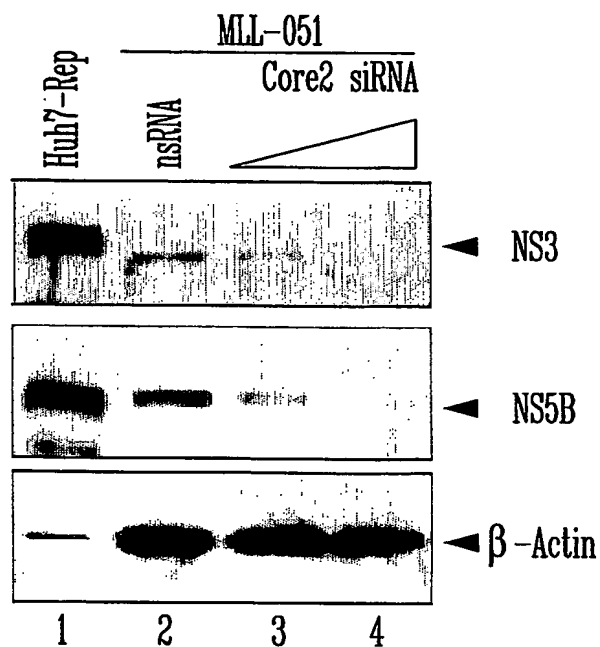 MLL-051
Huh7-Rep
nsRNA
Core2 siRNA
NS3
NS5B
β-Actin
1 2 3 4